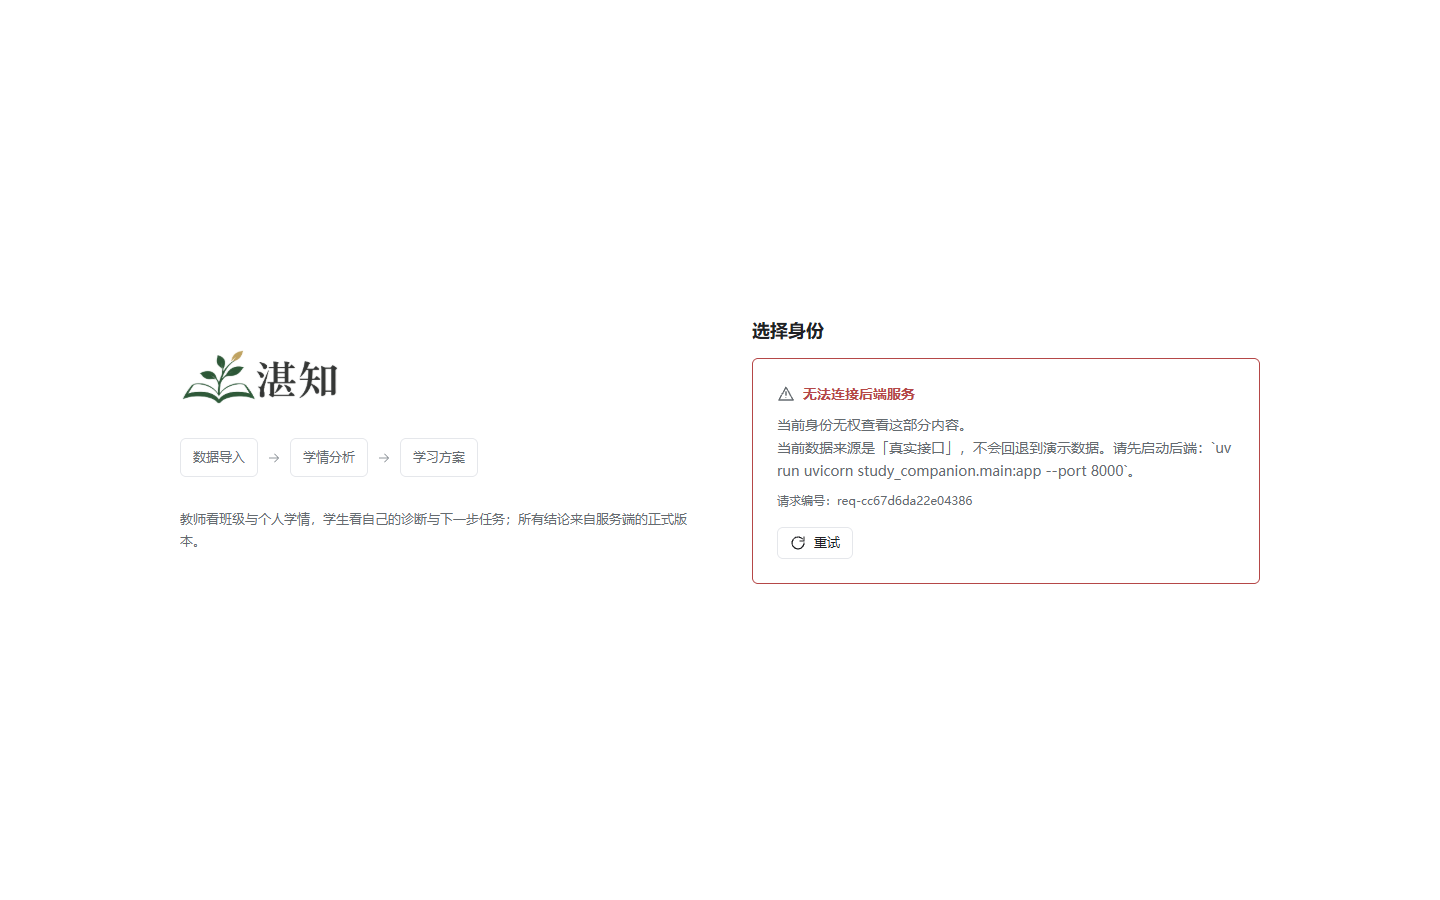 湛知
数据导入 → 学情分析 → 学习方案
教师看班级与个人学情，学生看自己的诊断与下一步任务；所有结论来自服务端的正式版
本。
选择身份
无法连接后端服务
当前身份无权查看这部分内容。
当前数据来源是「真实接口」，不会回退到演示数据。请先启动后端：`uv
run uvicorn study_companion.main:app --port 8000`。
请求编号：req-cc67d6da22e04386
重试